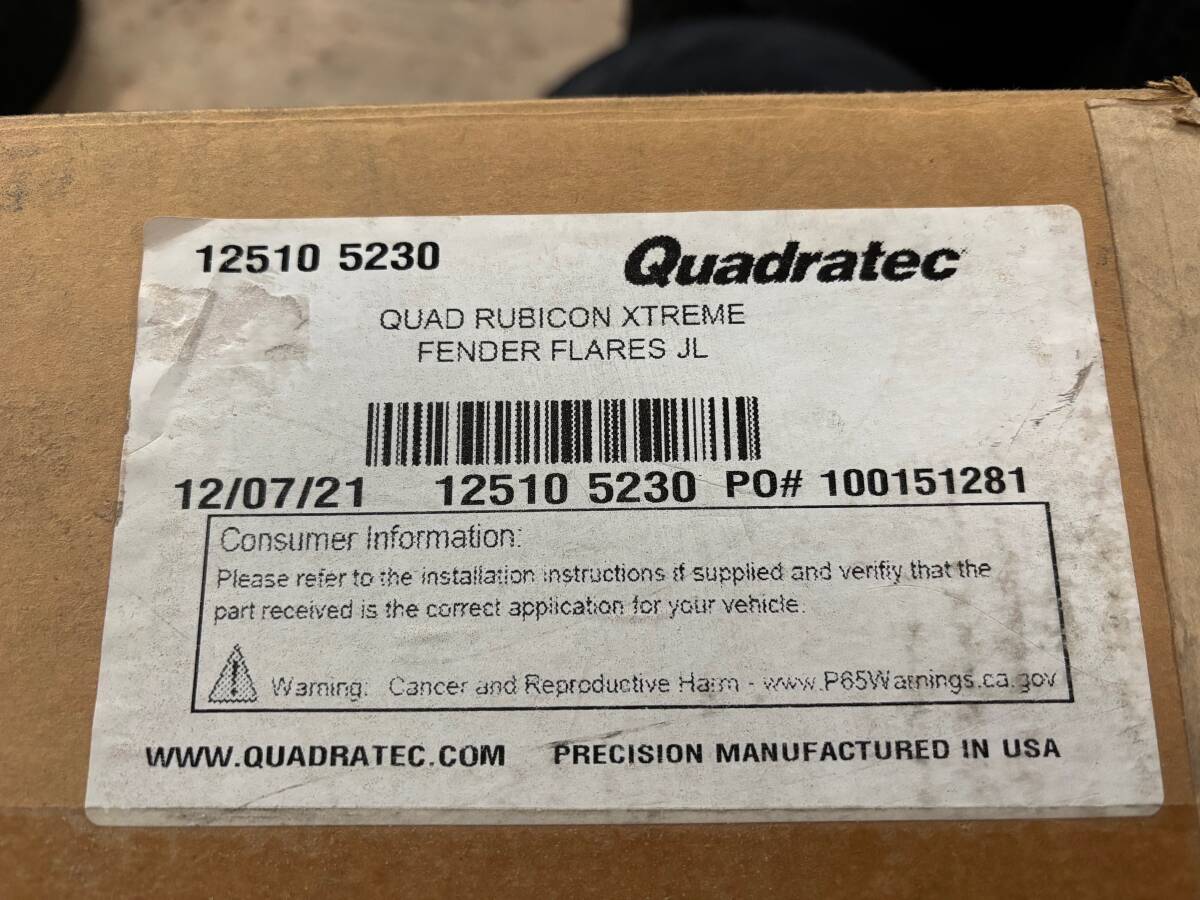 12510 5230 Quadratec
QUAD RUBICON XTREME
FENDER FLARES JL
12/07/21 12510 5230 PO# 100151281
Consumer Information:
Please refer to the installation instructions if supplied and verifiy that the
part received is the correct application for your vehicle.
Warning: Cancer and Reproductive Harm - www.P65Warnings.ca.gov
WWW.QUADRATEC.COM PRECISION MANUFACTURED IN USA